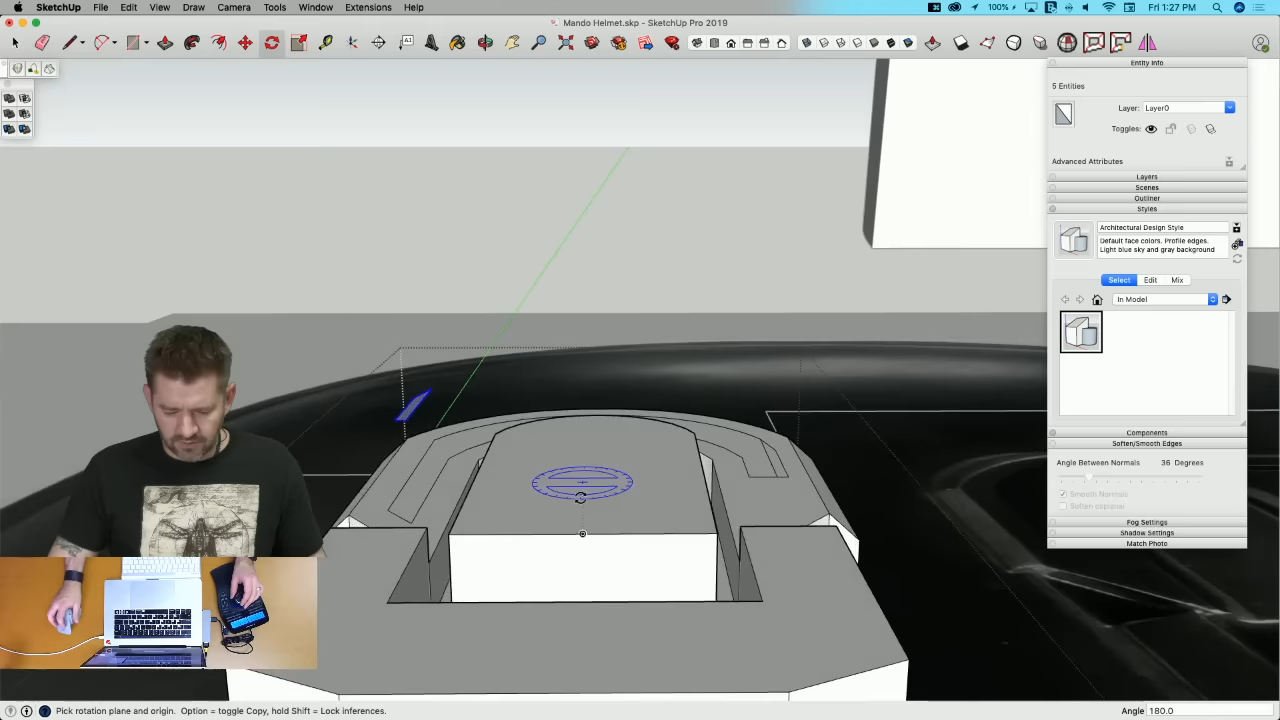 SketchUp File Edit View Draw Camera Tools Window Extensions Help
100% Fri 1:27 PM
Mando Helmet.skp - SketchUp Pro 2019
Entity Info
5 Entities
Layer: Layer0
Toggles:
Advanced Attributes
Layers
Scenes
Outliner
Styles
Architectural Design Style
Default face colors. Profile edges.
Light blue sky and gray background
Select Edit Mix
In Model
Components
Soften/Smooth Edges
Angle Between Normals 36 Degrees
Smooth Normals
Soften coplanar
Fog Settings
Shadow Settings
Match Photo
Pick rotation plane and origin. Option = toggle Copy, hold Shift = Lock inferences.
Angle 180.0